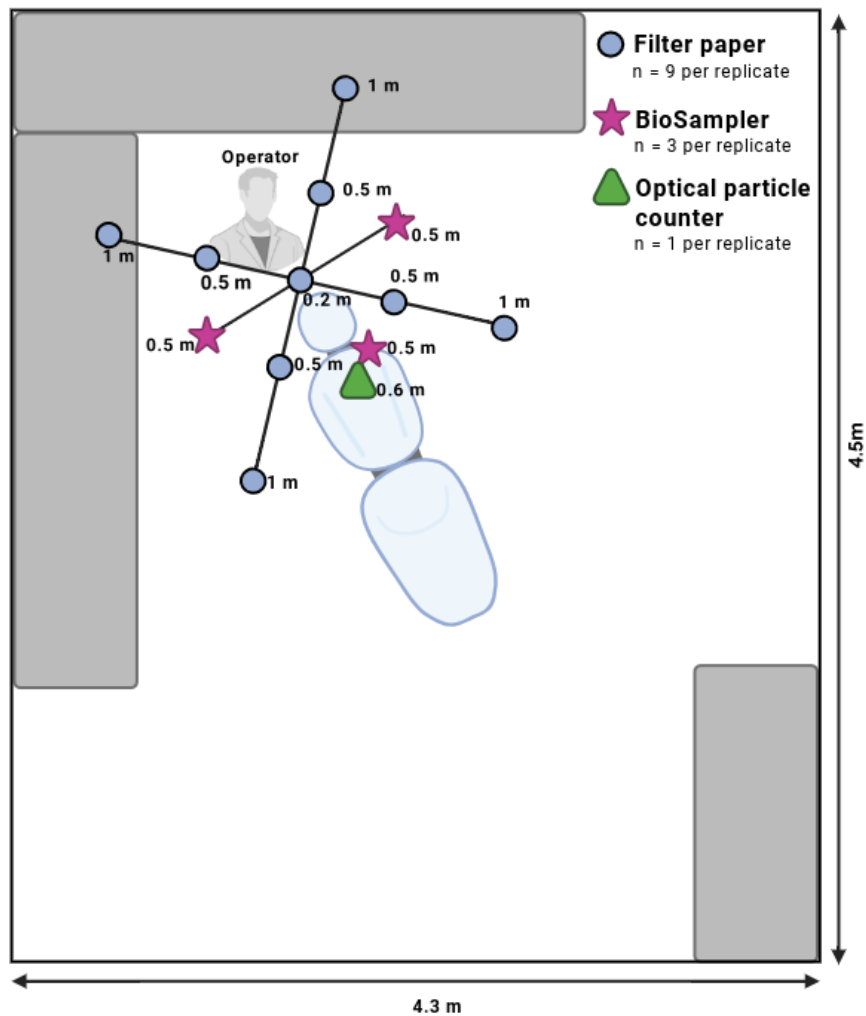 Filter paper
n = 9 per replicate
BioSampler
n = 3 per replicate
Optical particle
counter
n = 1 per replicate
1 m
Operator
0.5 m
0.5 m
1 m
0.5 m
0.5 m
0.2 m
1 m
0.5 m
0.5 m
0.5 m
0.6 m
1 m
4.5m
4.3 m